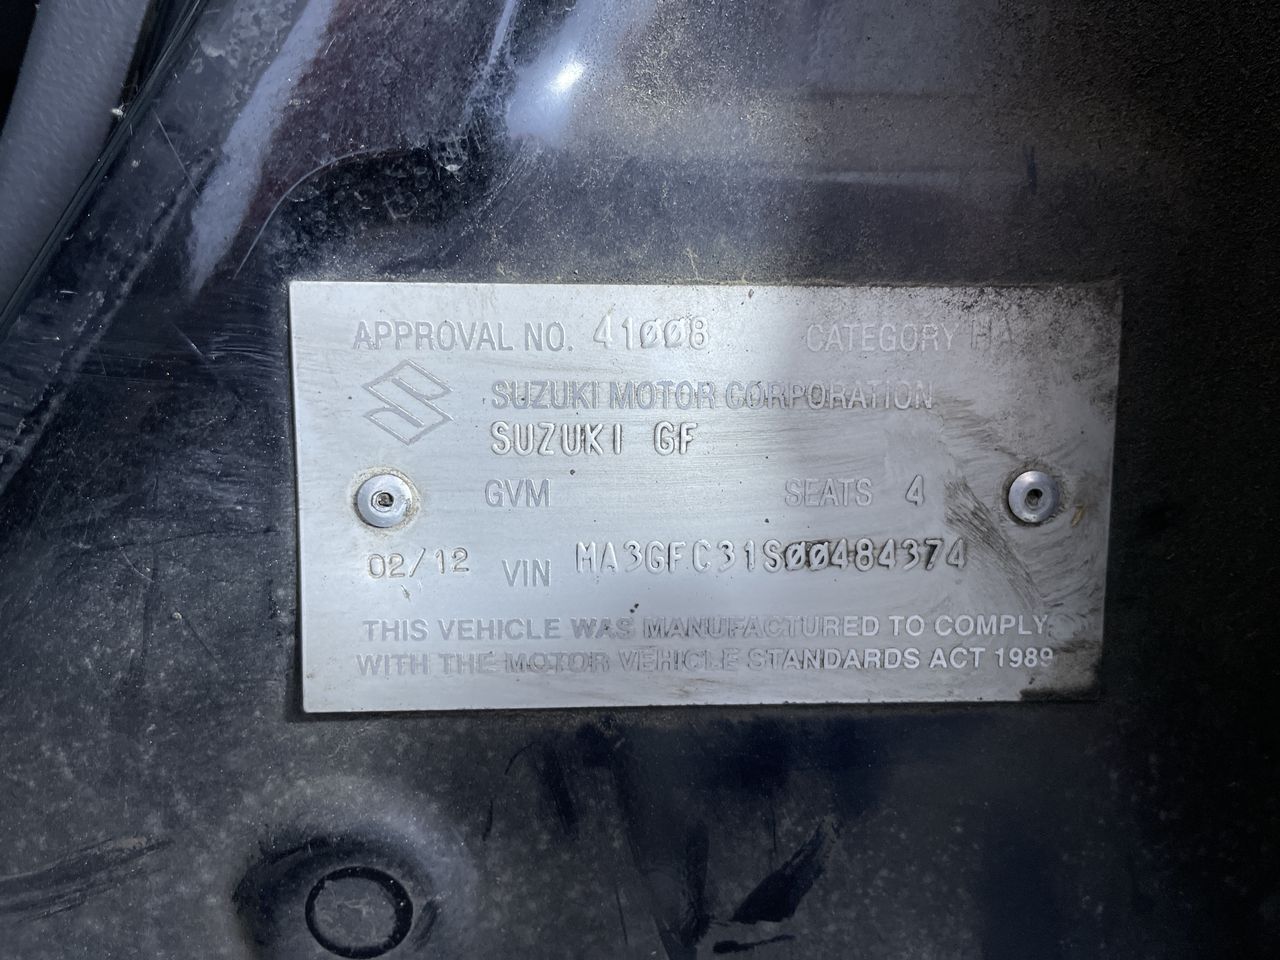 APPROVAL NO. 41008 CATEGORY HA
SUZUKI MOTOR CORPORATION
SUZUKI GF
GVM SEATS 4
02/12 VIN MA3GFC31S00484374
THIS VEHICLE WAS MANUFACTURED TO COMPLY
WITH THE MOTOR VEHICLE STANDARDS ACT 1989